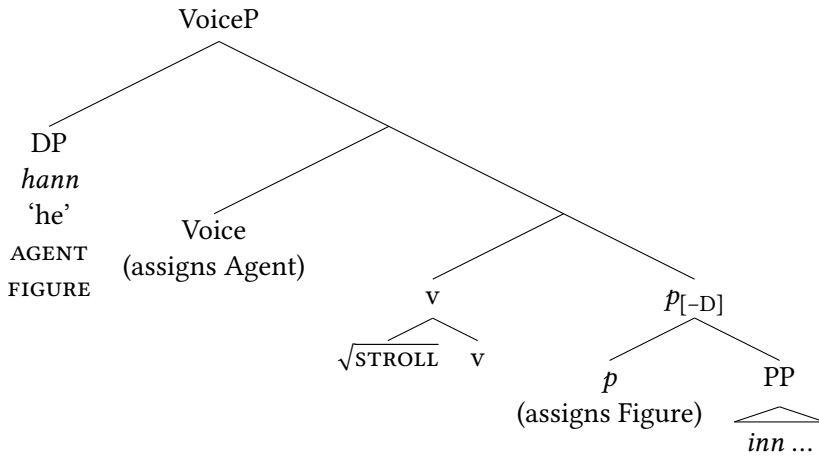 VoiceP
DP
hann
‘he’
AGENT
FIGURE
Voice
(assigns Agent)
v
√STROLL v
p[–D]
p
(assigns Figure)
PP
inn ...